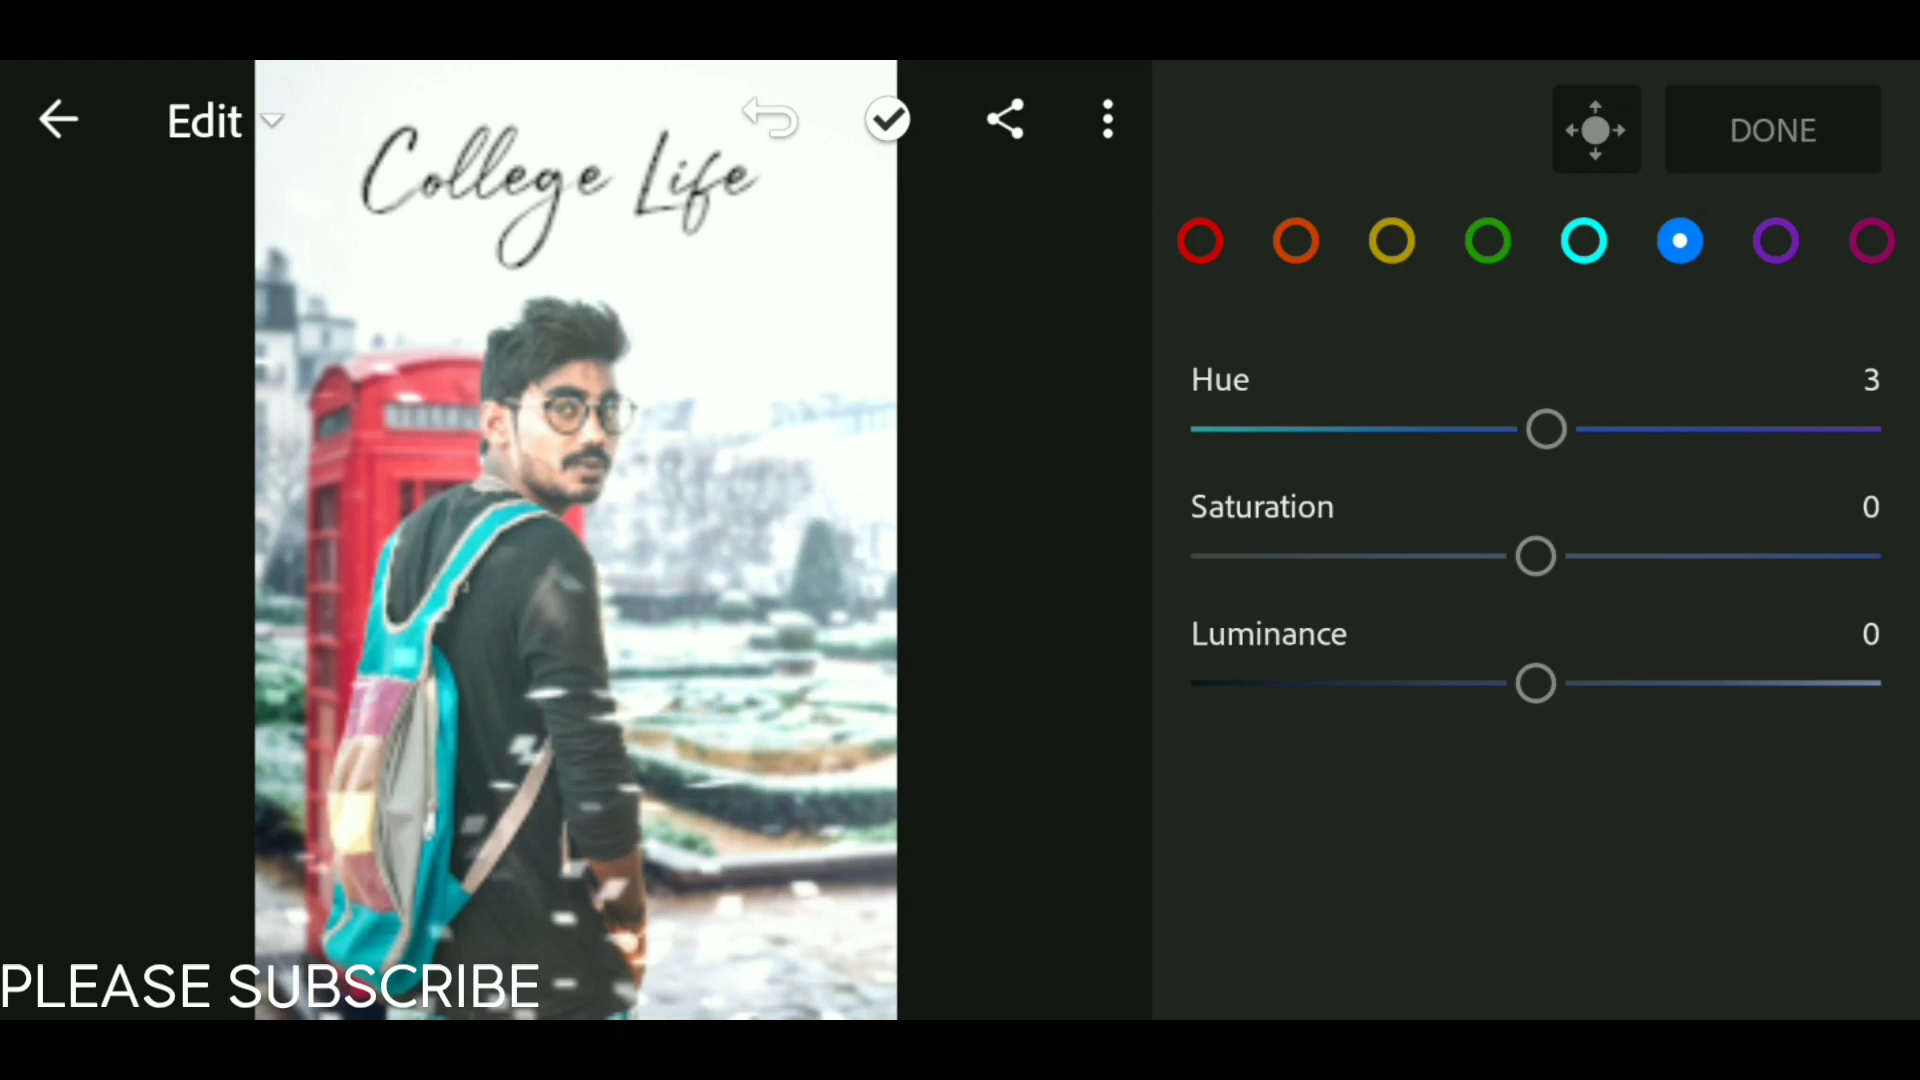 Edit
College Life
DONE
Hue 3
Saturation 0
Luminance 0
PLEASE SUBSCRIBE